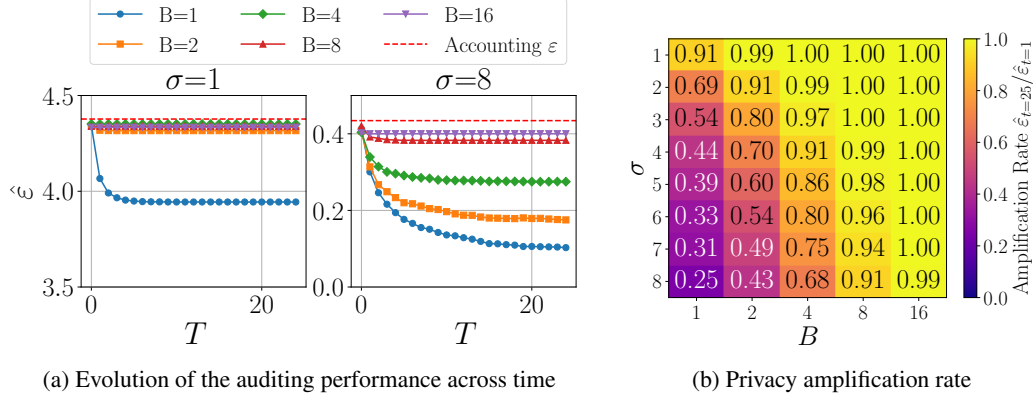 B=1 B=4 B=16
B=2 B=8 Accounting ε
σ=1 σ=8
4.5
4.0
3.5
ε̂
0 20
T
0.4
0.2
0.0
0 20
T
(a) Evolution of the auditing performance across time
1 0.91 0.99 1.00 1.00 1.00
2 0.69 0.91 0.99 1.00 1.00
3 0.54 0.80 0.97 1.00 1.00
4 0.44 0.70 0.91 0.99 1.00
5 0.39 0.60 0.86 0.98 1.00
6 0.33 0.54 0.80 0.96 1.00
7 0.31 0.49 0.75 0.94 1.00
8 0.25 0.43 0.68 0.91 0.99
σ
1 2 4 8 16
B
1.0
0.8
0.6
0.4
0.2
0.0
Amplification Rate ε̂t=25/ε̂t=1
(b) Privacy amplification rate